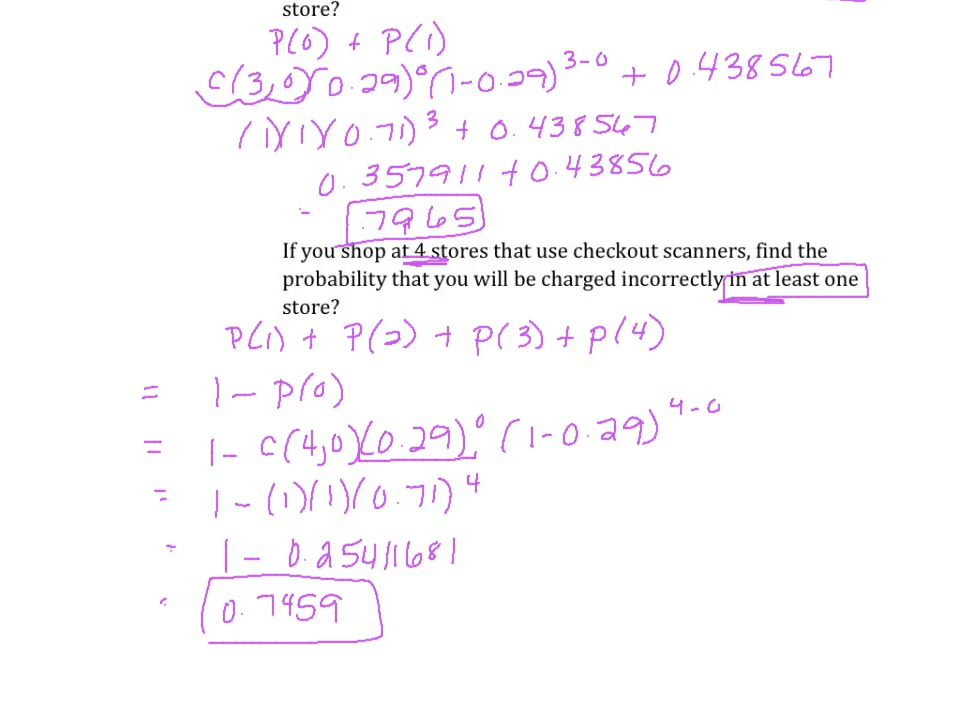 store?
P(0) + P(1)
C(3,0)(0.29)⁰(1-0.29)³⁻⁰ + 0.438567
(1)(1)(0.71)³ + 0.438567
0.357911 + 0.43856
= .7965
If you shop at 4 stores that use checkout scanners, find the
probability that you will be charged incorrectly in at least one
store?
P(1) + P(2) + P(3) + P(4)
= 1 - P(0)
= 1 - C(4,0)(0.29)⁰(1-0.29)⁴⁻⁰
= 1 - (1)(1)(0.71)⁴
= 1 - 0.25411681
= 0.7459